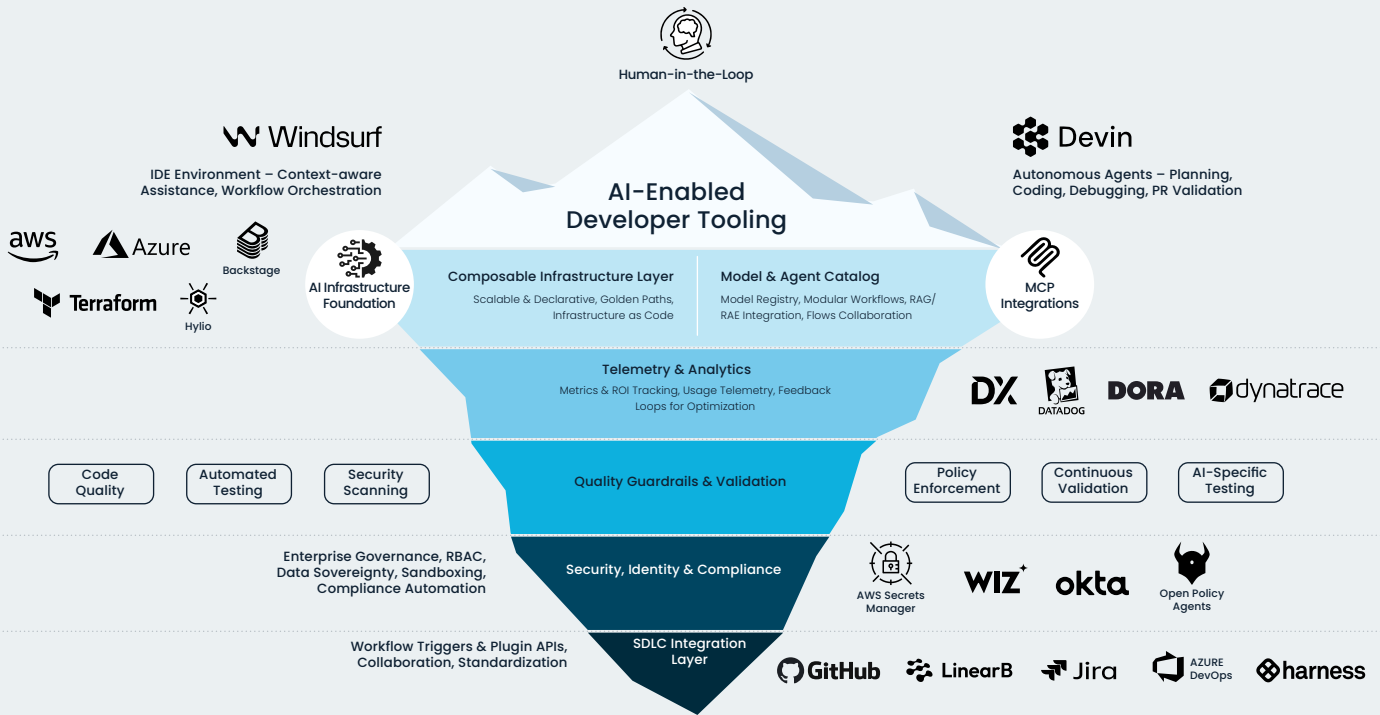 Human-in-the-Loop
Windsurf
IDE Environment – Context-aware
Assistance, Workflow Orchestration
Devin
Autonomous Agents – Planning,
Coding, Debugging, PR Validation
AI-Enabled
Developer Tooling
aws
Azure
Backstage
Terraform
Hylio
AI Infrastructure
Foundation
Composable Infrastructure Layer
Scalable & Declarative, Golden Paths,
Infrastructure as Code
Model & Agent Catalog
Model Registry, Modular Workflows, RAG/
RAE Integration, Flows Collaboration
MCP
Integrations
Telemetry & Analytics
Metrics & ROI Tracking, Usage Telemetry, Feedback
Loops for Optimization
DX
DATADOG
DORA
dynatrace
Code
Quality
Automated
Testing
Security
Scanning
Quality Guardrails & Validation
Policy
Enforcement
Continuous
Validation
AI-Specific
Testing
Enterprise Governance, RBAC,
Data Sovereignty, Sandboxing,
Compliance Automation
Security, Identity & Compliance
AWS Secrets
Manager
WIZ
okta
Open Policy
Agents
Workflow Triggers & Plugin APIs,
Collaboration, Standardization
SDLC Integration
Layer
GitHub
LinearB
Jira
AZURE
DevOps
harness